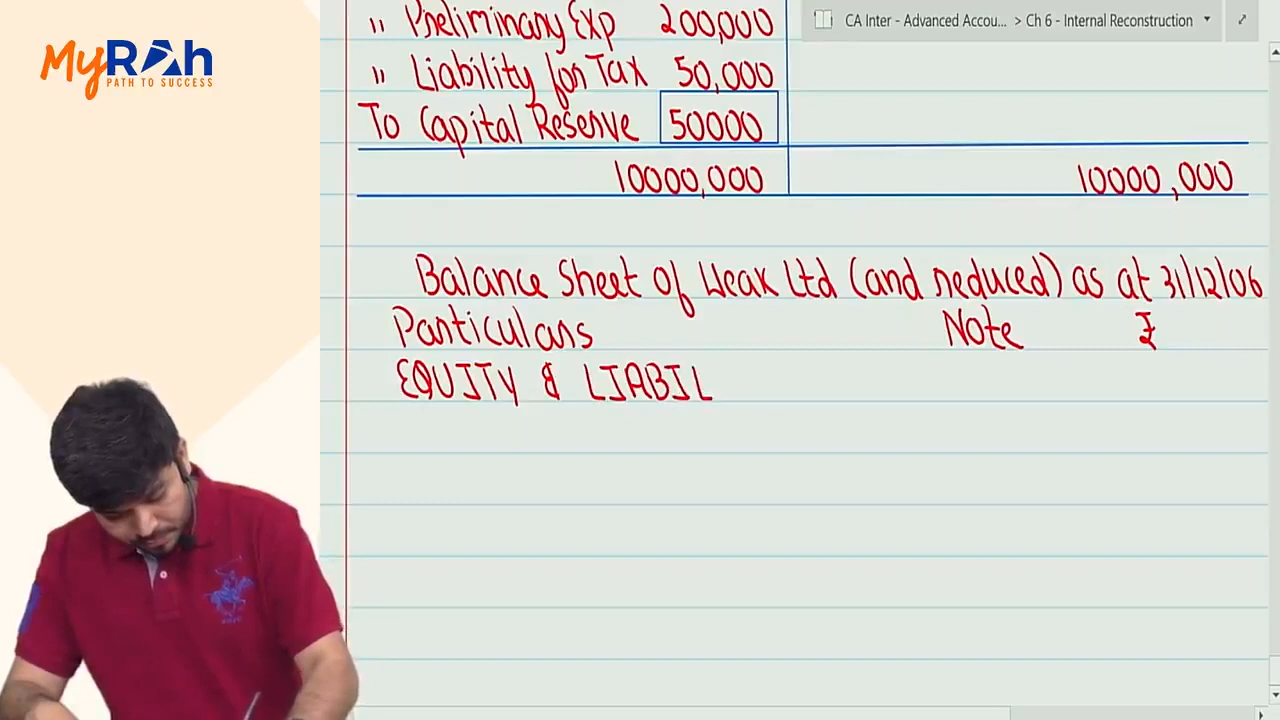 MyRAh
PATH TO SUCCESS
CA Inter - Advanced Accou... > Ch 6 - Internal Reconstruction
" Preliminary Exp 200,000
" Liability for Tax 50,000
To Capital Reserve 50000
10000,000 10000,000
Balance Sheet of Weak Ltd (and reduced) as at 31/12/06
Particulars Note ₹
EQUITY & LIABIL